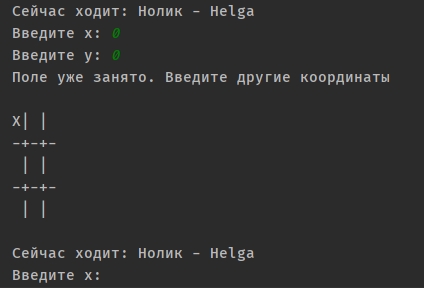 Сейчас ходит: Нолик - Helga
Введите x: 0
Введите y: 0
Поле уже занято. Введите другие координаты
X| |
-+-+-
 | |
-+-+-
 | |
Сейчас ходит: Нолик - Helga
Введите x: